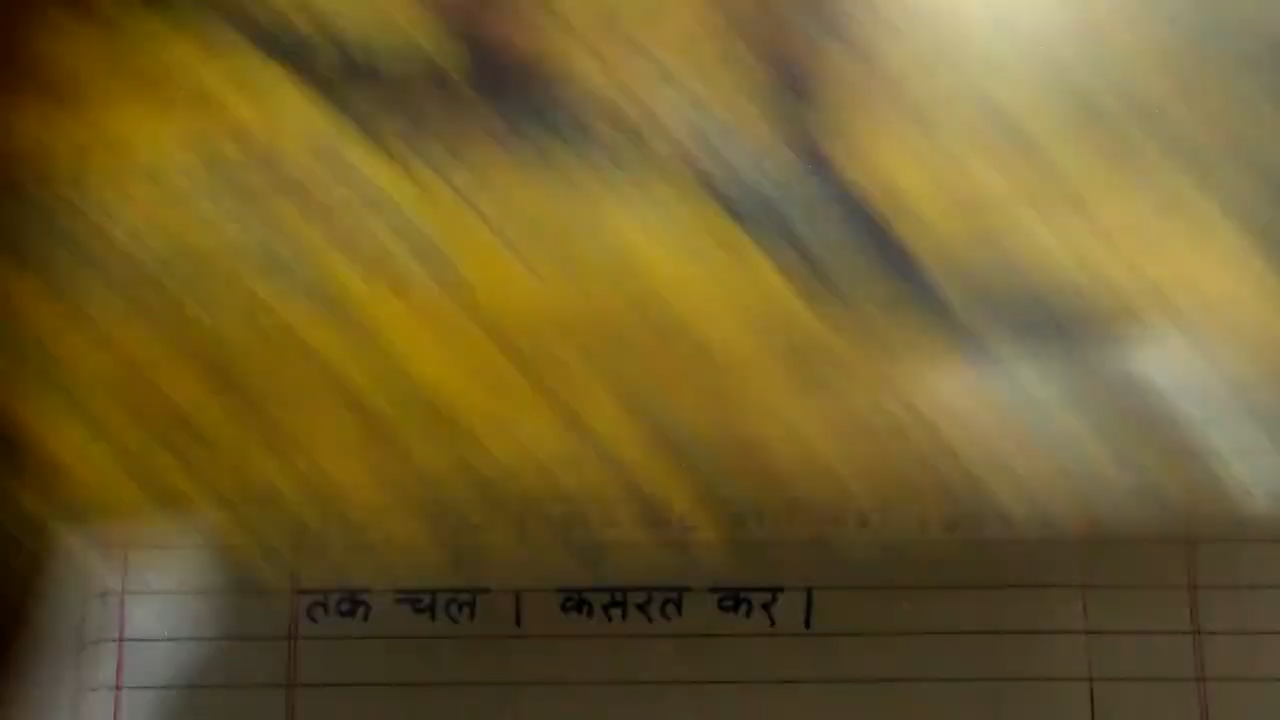 तक चल । कसरत कर ।